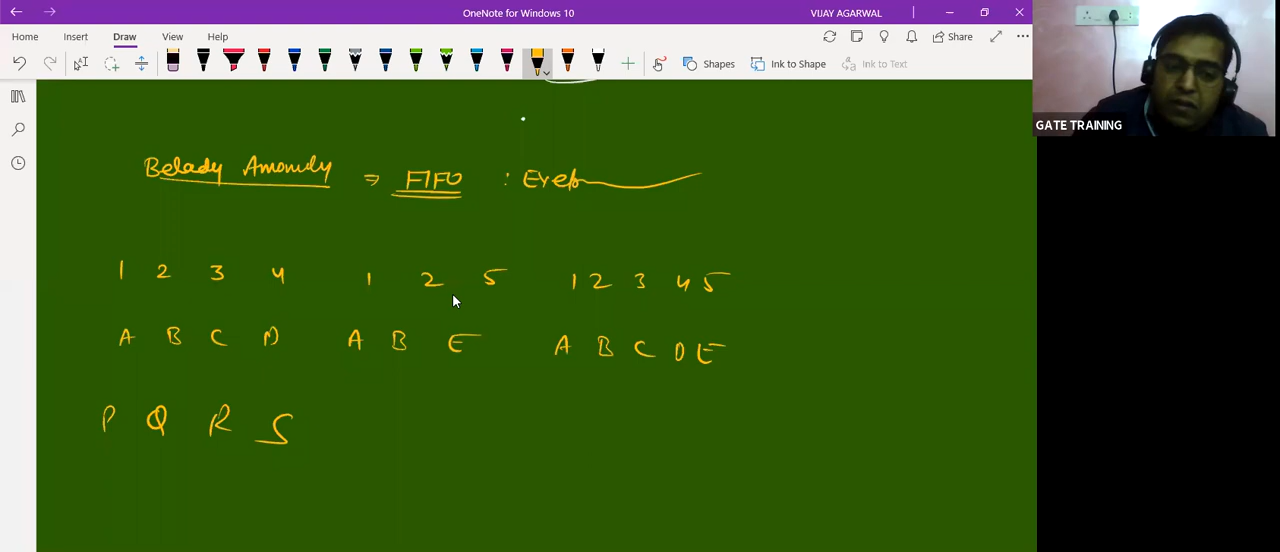 OneNote for Windows 10 VIJAY AGARWAL
Home Insert Draw View Help Share
Shapes Ink to Shape Ink to Text
GATE TRAINING
Belady Anomaly ⇒ FIFO :
1 2 3 4 1 2 5 1 2 3 4 5
A B C D A B E A B C D E
P Q R S